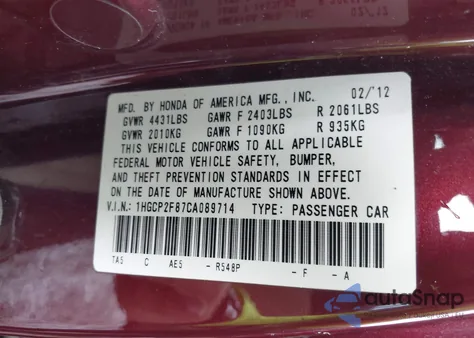 MFD. BY HONDA OF AMERICA MFG., INC. 02/'12
GVWR 4431LBS GAWR F 2403LBS R 2061LBS
GVWR 2010KG GAWR F 1090KG R 935KG
THIS VEHICLE CONFORMS TO ALL APPLICABLE
FEDERAL MOTOR VEHICLE SAFETY, BUMPER,
AND THEFT PREVENTION STANDARDS IN EFFECT
ON THE DATE OF MANUFACTURE SHOWN ABOVE.
V.I.N.: 1HGCP2F87CA089714 TYPE: PASSENGER CAR
TA5 C AE5 - R548P - F - A
autoSnap